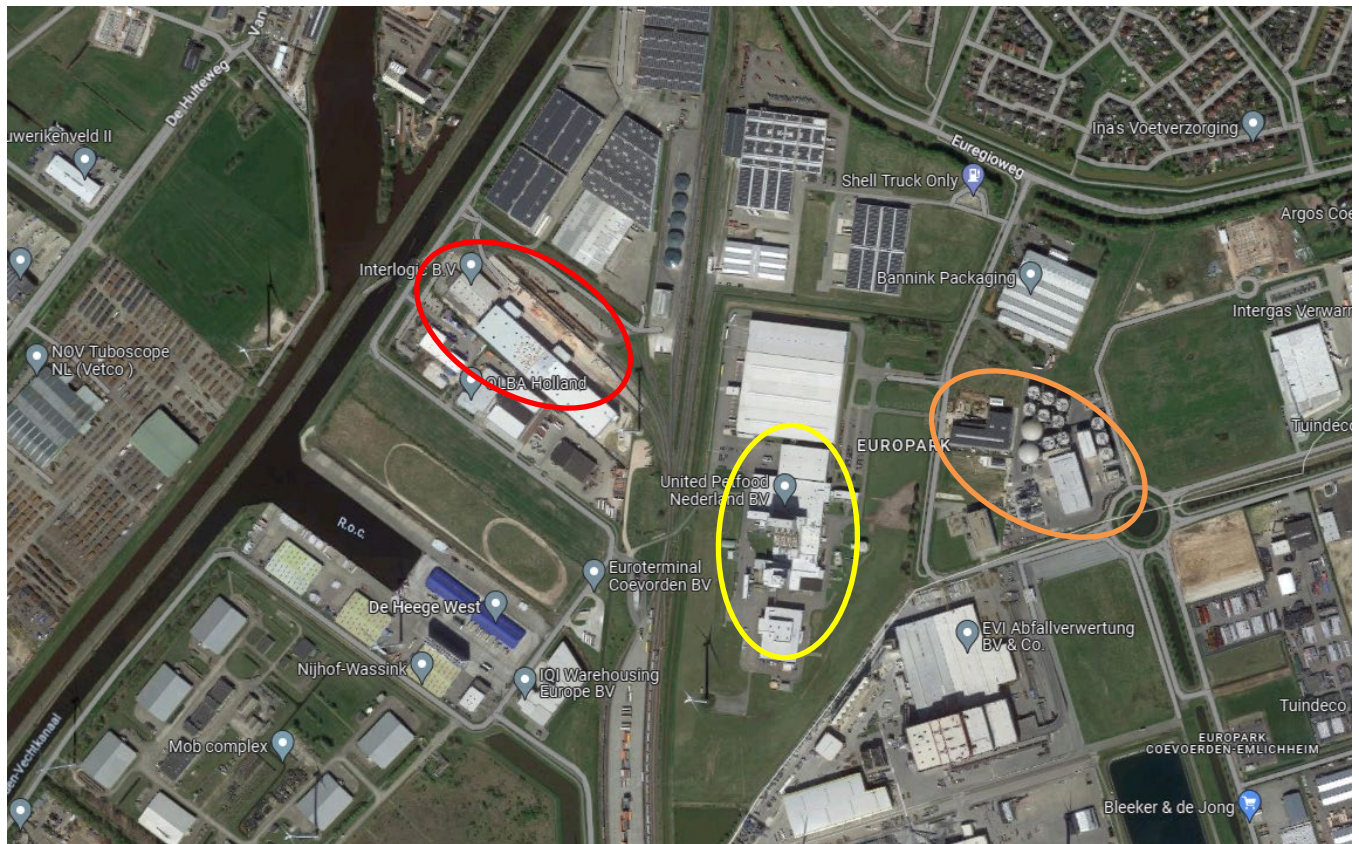 De Hulteweg
Van
uwerikenveld II
Ina's Voetverzorging
Euregioweg
Shell Truck Only
Argos Coe
Interlogic B.V
Bannink Packaging
Intergas Verwarm
NOV Tuboscope
NL (Vetco )
OLBA Holland
Tuindeco
EUROPARK
United Petfood
Nederland BV
R.o.c.
Euroterminal
Coevorden BV
De Heege West
EVI Abfallverwertung
BV & Co.
Nijhof-Wassink
IQI Warehousing
Europe BV
Tuindeco
Mob complex
EUROPARK
COEVOERDEN-EMLICHHEIM
en-Vechtkanaal
Bleeker & de Jong